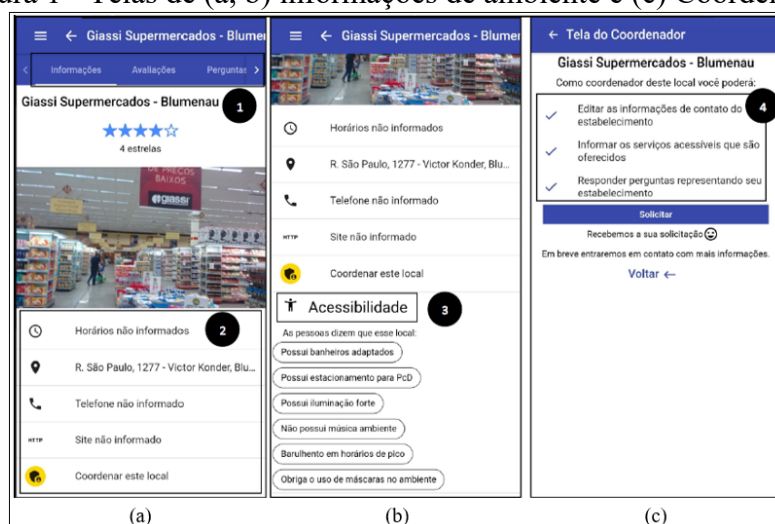 Telas de (a, b) informações de ambiente e (c)
← Giassi Supermercados - Blumen
Informações Avaliações Perguntas
1
Giassi Supermercados - Blumenau
4 estrelas
DE PREÇOS
BAIXOS
giassi
Horários não informados
2
R. São Paulo, 1277 - Victor Konder, Blu...
Telefone não informado
HTTP Site não informado
Coordenar este local
(a)
← Giassi Supermercados - Blumen
Horários não informados
R. São Paulo, 1277 - Victor Konder, Blu...
Telefone não informado
HTTP Site não informado
Coordenar este local
Acessibilidade
3
As pessoas dizem que esse local:
Possui banheiros adaptados
Possui estacionamento para PcD
Possui iluminação forte
Não possui música ambiente
Barulhento em horários de pico
Obriga o uso de máscaras no ambiente
(b)
← Tela do Coordenador
Giassi Supermercados - Blumenau
Como coordenador deste local você poderá:
4
Editar as informações de contato do
estabelecimento
Informar os serviços acessíveis que são
oferecidos
Responder perguntas representando seu
estabelecimento
Solicitar
Recebemos a sua solicitação
Em breve entraremos em contato com mais informações.
Voltar ←
(c)